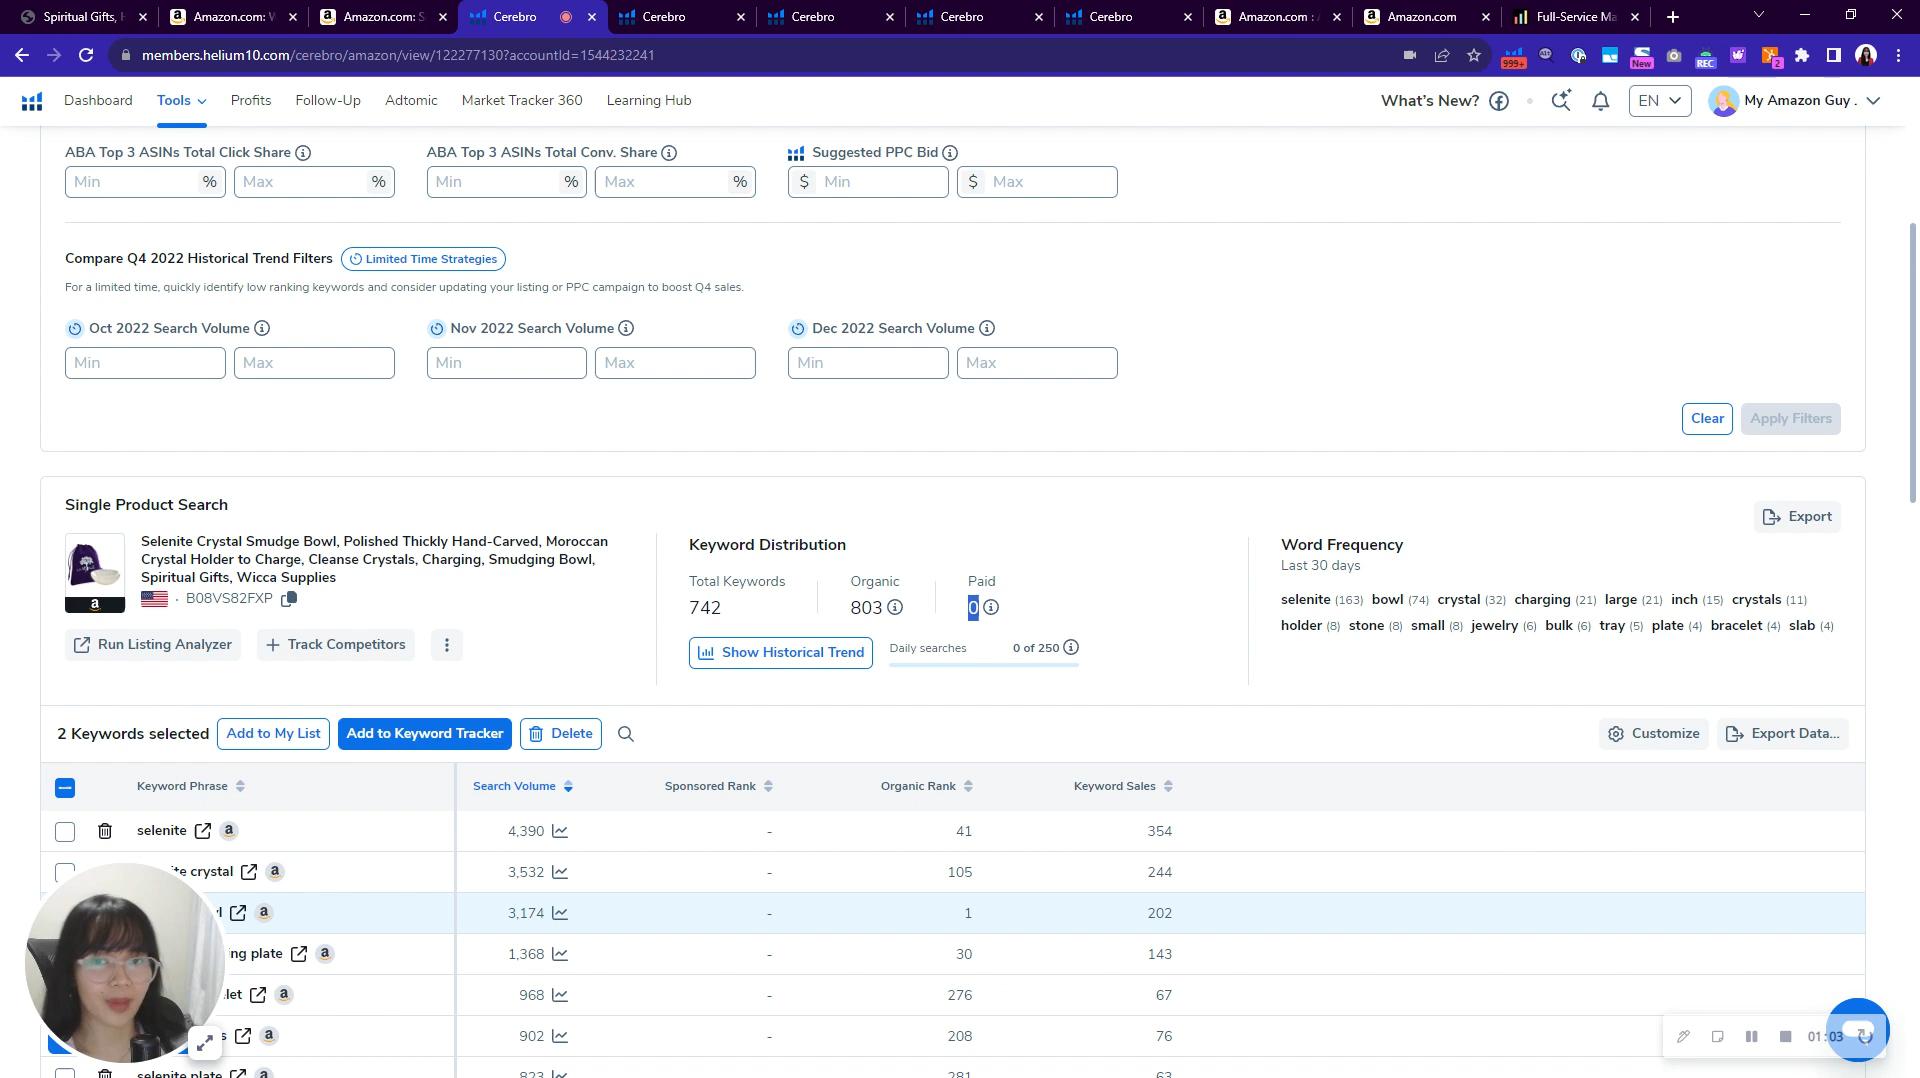 Spiritual Gifts, H
Amazon.com: W
Amazon.com: S
Cerebro
Cerebro
Cerebro
Cerebro
Cerebro
Amazon.com : A
Amazon.com
Full-Service Ma
members.helium10.com/cerebro/amazon/view/122277130?accountId=1544232241
999+
New
REC
2
Dashboard
Tools
Profits
Follow-Up
Adtomic
Market Tracker 360
Learning Hub
What's New?
EN
My Amazon Guy .
ABA Top 3 ASINs Total Click Share
ABA Top 3 ASINs Total Conv. Share
Suggested PPC Bid
Min % Max % Min % Max % $ Min $ Max
Compare Q4 2022 Historical Trend Filters
Limited Time Strategies
For a limited time, quickly identify low ranking keywords and consider updating your listing or PPC campaign to boost Q4 sales.
Oct 2022 Search Volume
Nov 2022 Search Volume
Dec 2022 Search Volume
Min Max Min Max Min Max
Clear
Apply Filters
Single Product Search
Export
Selenite Crystal Smudge Bowl, Polished Thickly Hand-Carved, Moroccan
Crystal Holder to Charge, Cleanse Crystals, Charging, Smudging Bowl,
Spiritual Gifts, Wicca Supplies
· B08VS82FXP
Run Listing Analyzer
Track Competitors
Keyword Distribution
Total Keywords Organic Paid
742 803 0
Show Historical Trend
Daily searches 0 of 250
Word Frequency
Last 30 days
selenite (163) bowl (74) crystal (32) charging (21) large (21) inch (15) crystals (11)
holder (8) stone (8) small (8) jewelry (6) bulk (6) tray (5) plate (4) bracelet (4) slab (4)
2 Keywords selected
Add to My List
Add to Keyword Tracker
Delete
Customize
Export Data...
Keyword Phrase Search Volume Sponsored Rank Organic Rank Keyword Sales
selenite 4,390 - 41 354
te crystal 3,532 - 105 244
l 3,174 - 1 202
ing plate 1,368 - 30 143
let 968 - 276 67
s 902 - 208 76
selenite plate 823 - 281 63
01:03